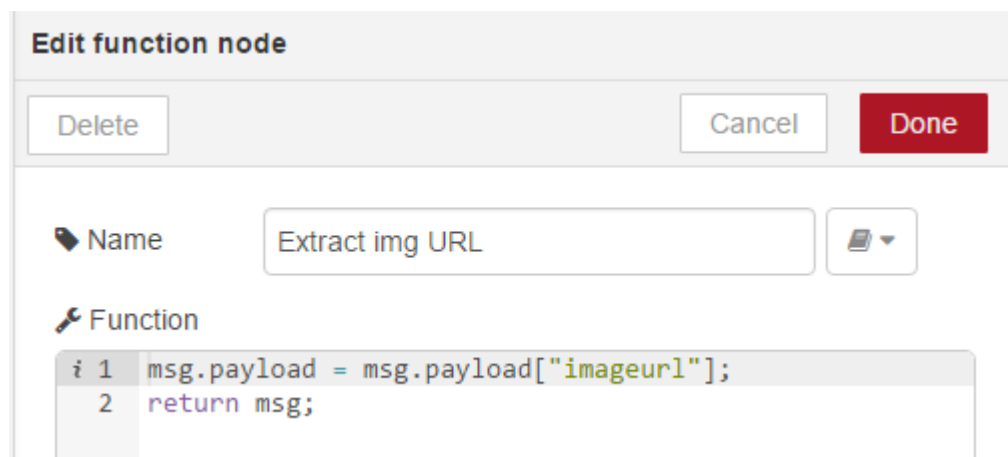 Edit function node
Delete Cancel Done
Name Extract img URL
Function
i 1 msg.payload = msg.payload["imageurl"];
2 return msg;